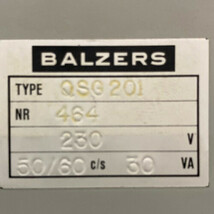 BALZERS
TYPE QSG 201
NR 464
230 V
50/60 c/s 30 VA